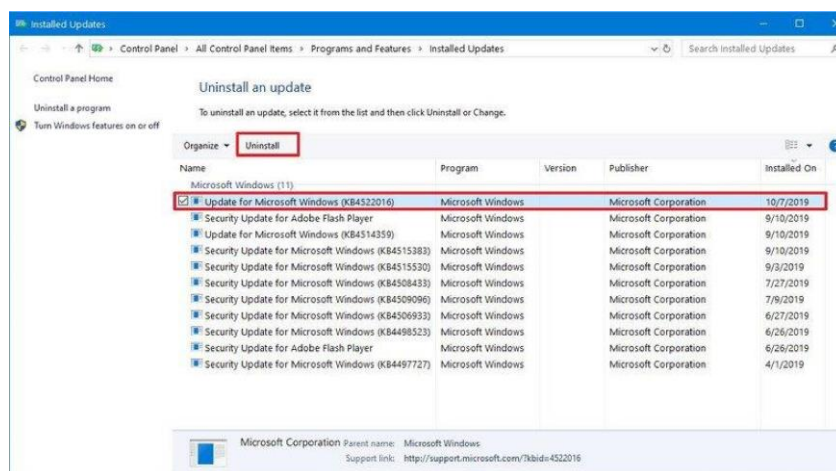 Installed Updates
Control Panel > All Control Panel Items > Programs and Features > Installed Updates
Search Installed Updates
Control Panel Home
Uninstall a program
Turn Windows features on or off
Uninstall an update
To uninstall an update, select it from the list and then click Uninstall or Change.
Organize Uninstall
Name Program Version Publisher Installed On
Microsoft Windows (11)
Update for Microsoft Windows (KB4522016) Microsoft Windows Microsoft Corporation 10/7/2019
Security Update for Adobe Flash Player Microsoft Windows Microsoft Corporation 9/10/2019
Update for Microsoft Windows (KB4514359) Microsoft Windows Microsoft Corporation 9/10/2019
Security Update for Microsoft Windows (KB4515383) Microsoft Windows Microsoft Corporation 9/10/2019
Security Update for Microsoft Windows (KB4515530) Microsoft Windows Microsoft Corporation 9/3/2019
Security Update for Microsoft Windows (KB4508433) Microsoft Windows Microsoft Corporation 7/27/2019
Security Update for Microsoft Windows (KB4509096) Microsoft Windows Microsoft Corporation 7/9/2019
Security Update for Microsoft Windows (KB4506933) Microsoft Windows Microsoft Corporation 6/27/2019
Security Update for Microsoft Windows (KB4498523) Microsoft Windows Microsoft Corporation 6/26/2019
Security Update for Adobe Flash Player Microsoft Windows Microsoft Corporation 6/26/2019
Security Update for Microsoft Windows (KB4497727) Microsoft Windows Microsoft Corporation 4/1/2019
Microsoft Corporation Parent name: Microsoft Windows
Support link: http://support.microsoft.com/?kbid=4522016